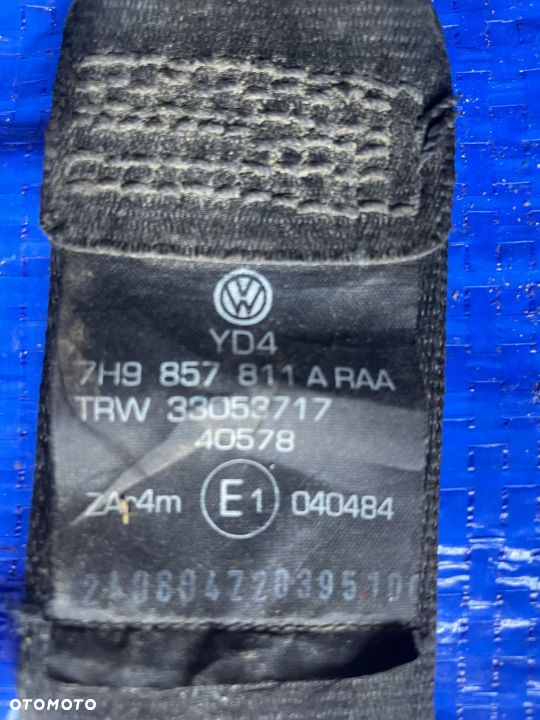 YD4
7H9 857 811 A RAA
TRW 33053717
40578
ZAr4m E1 040484
OTOMOTO